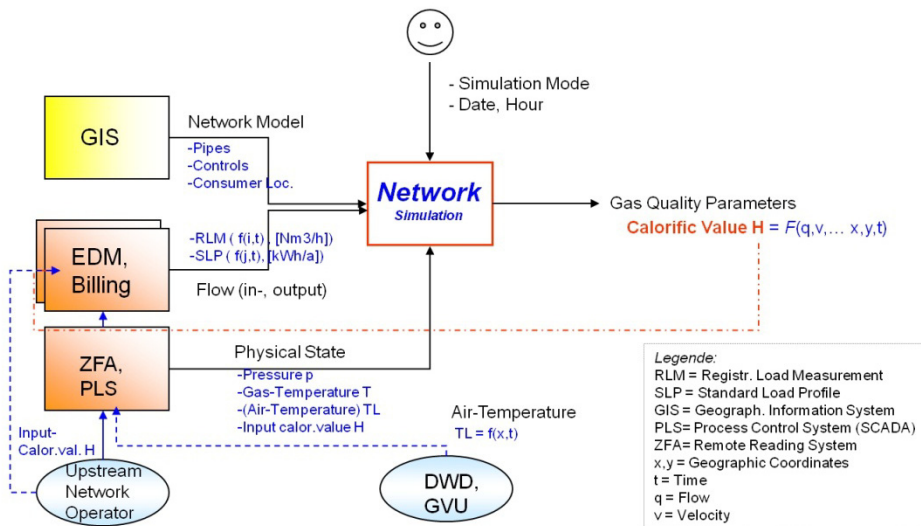 - Simulation Mode
- Date, Hour
GIS
Network Model
-Pipes
-Controls
-Consumer Loc.
Network
Simulation
Gas Quality Parameters
Calorific Value H = F(q,v,... x,y,t)
EDM,
Billing
-RLM ( f(i,t) , [Nm3/h])
-SLP ( f(j,t), [kWh/a])
Flow (in-, output)
ZFA,
PLS
Physical State
-Pressure p
-Gas-Temperature T
-(Air-Temperature) TL
-Input calor.value H
Air-Temperature
TL = f(x,t)
Input-
Calor.val. H
Upstream
Network
Operator
DWD,
GVU
Legende:
RLM = Registr. Load Measurement
SLP = Standard Load Profile
GIS = Geograph. Information System
PLS= Process Control System (SCADA)
ZFA= Remote Reading System
x,y = Geographic Coordinates
t = Time
q = Flow
v = Velocity